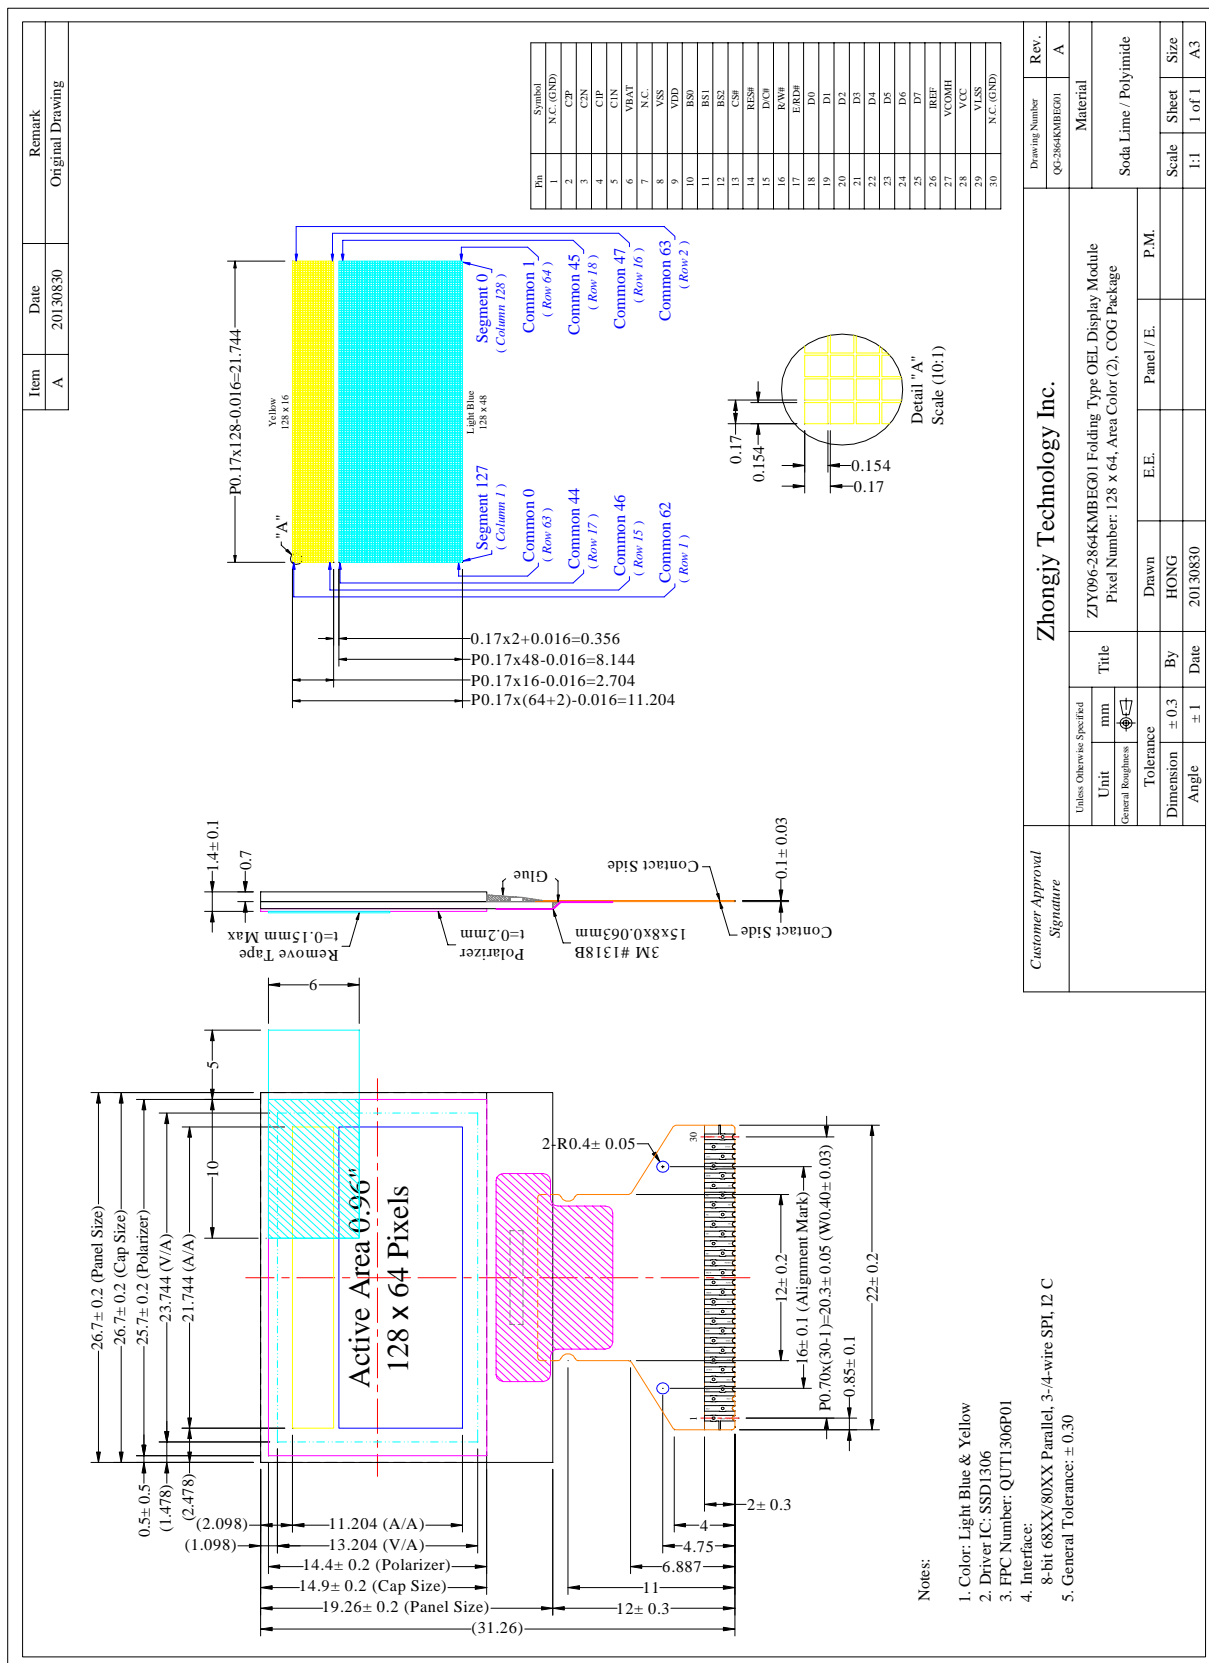 Item Date Remark
A 20130830 Original Drawing
26.7± 0.2 (Panel Size)
26.7± 0.2 (Cap Size)
25.7± 0.2 (Polarizer)
23.744 (V/A)
21.744 (A/A)
0.5± 0.5
(1.478)
(2.478)
10
5
6
(2.098)
(1.098)
11.204 (A/A)
13.204 (V/A)
14.4± 0.2 (Polarizer)
14.9± 0.2 (Cap Size)
19.26± 0.2 (Panel Size)
(31.26)
Active Area 0.96"
128 x 64 Pixels
2-R0.4± 0.05
12± 0.2
16± 0.1 (Alignment Mark)
P0.70x(30-1)=20.3± 0.05 (W0.40± 0.03)
0.85± 0.1
22± 0.2
1
30
2± 0.3
4
4.75
6.887
11
12± 0.3
1.4± 0.1
0.7
Remove Tape
t=0.15mm Max
Polarizer
t=0.2mm
3M #1318B
15x8x0.063mm
Glue
Contact Side
Contact Side
0.1± 0.03
P0.17x128-0.016=21.744
"A"
Yellow
128 x 16
Light Blue
128 x 48
Segment 127
( Column 1 )
Common 0
( Row 63 )
Common 44
( Row 17 )
Common 46
( Row 15 )
Common 62
( Row 1 )
Segment 0
( Column 128 )
Common 1
( Row 64 )
Common 45
( Row 18 )
Common 47
( Row 16 )
Common 63
( Row 2 )
0.17x2+0.016=0.356
P0.17x48-0.016=8.144
P0.17x16-0.016=2.704
P0.17x(64+2)-0.016=11.204
0.17
0.154
0.154
0.17
Detail "A"
Scale (10:1)
Pin Symbol
1 N.C. (GND)
2 C2P
3 C2N
4 C1P
5 C1N
6 VBAT
7 N.C.
8 VSS
9 VDD
10 BS0
11 BS1
12 BS2
13 CS#
14 RES#
15 D/C#
16 R/W#
17 E/RD#
18 D0
19 D1
20 D2
21 D3
22 D4
23 D5
24 D6
25 D7
26 IREF
27 VCOMH
28 VCC
29 VLSS
30 N.C. (GND)
Notes:
1. Color: Light Blue & Yellow
2. Driver IC: SSD1306
3. FPC Number: QUT1306P01
4. Interface:
8-bit 68XX/80XX Parallel, 3-/4-wire SPI, I2 C
5. General Tolerance: ± 0.30
Customer Approval
Signature
Zhongjy Technology Inc.
Drawing Number Rev.
QG-2864KMBEG01 A
Unless Otherwise Specified
Unit mm
General Roughness
Tolerance
Dimension ± 0.3
Angle ± 1
Title
ZJY096-2864KMBEG01 Folding Type OEL Display Module
Pixel Number: 128 x 64, Area Color (2), COG Package
Material
Soda Lime / Polyimide
Drawn E.E. Panel / E. P.M.
By HONG
Date 20130830
Scale Sheet Size
1:1 1 of 1 A3